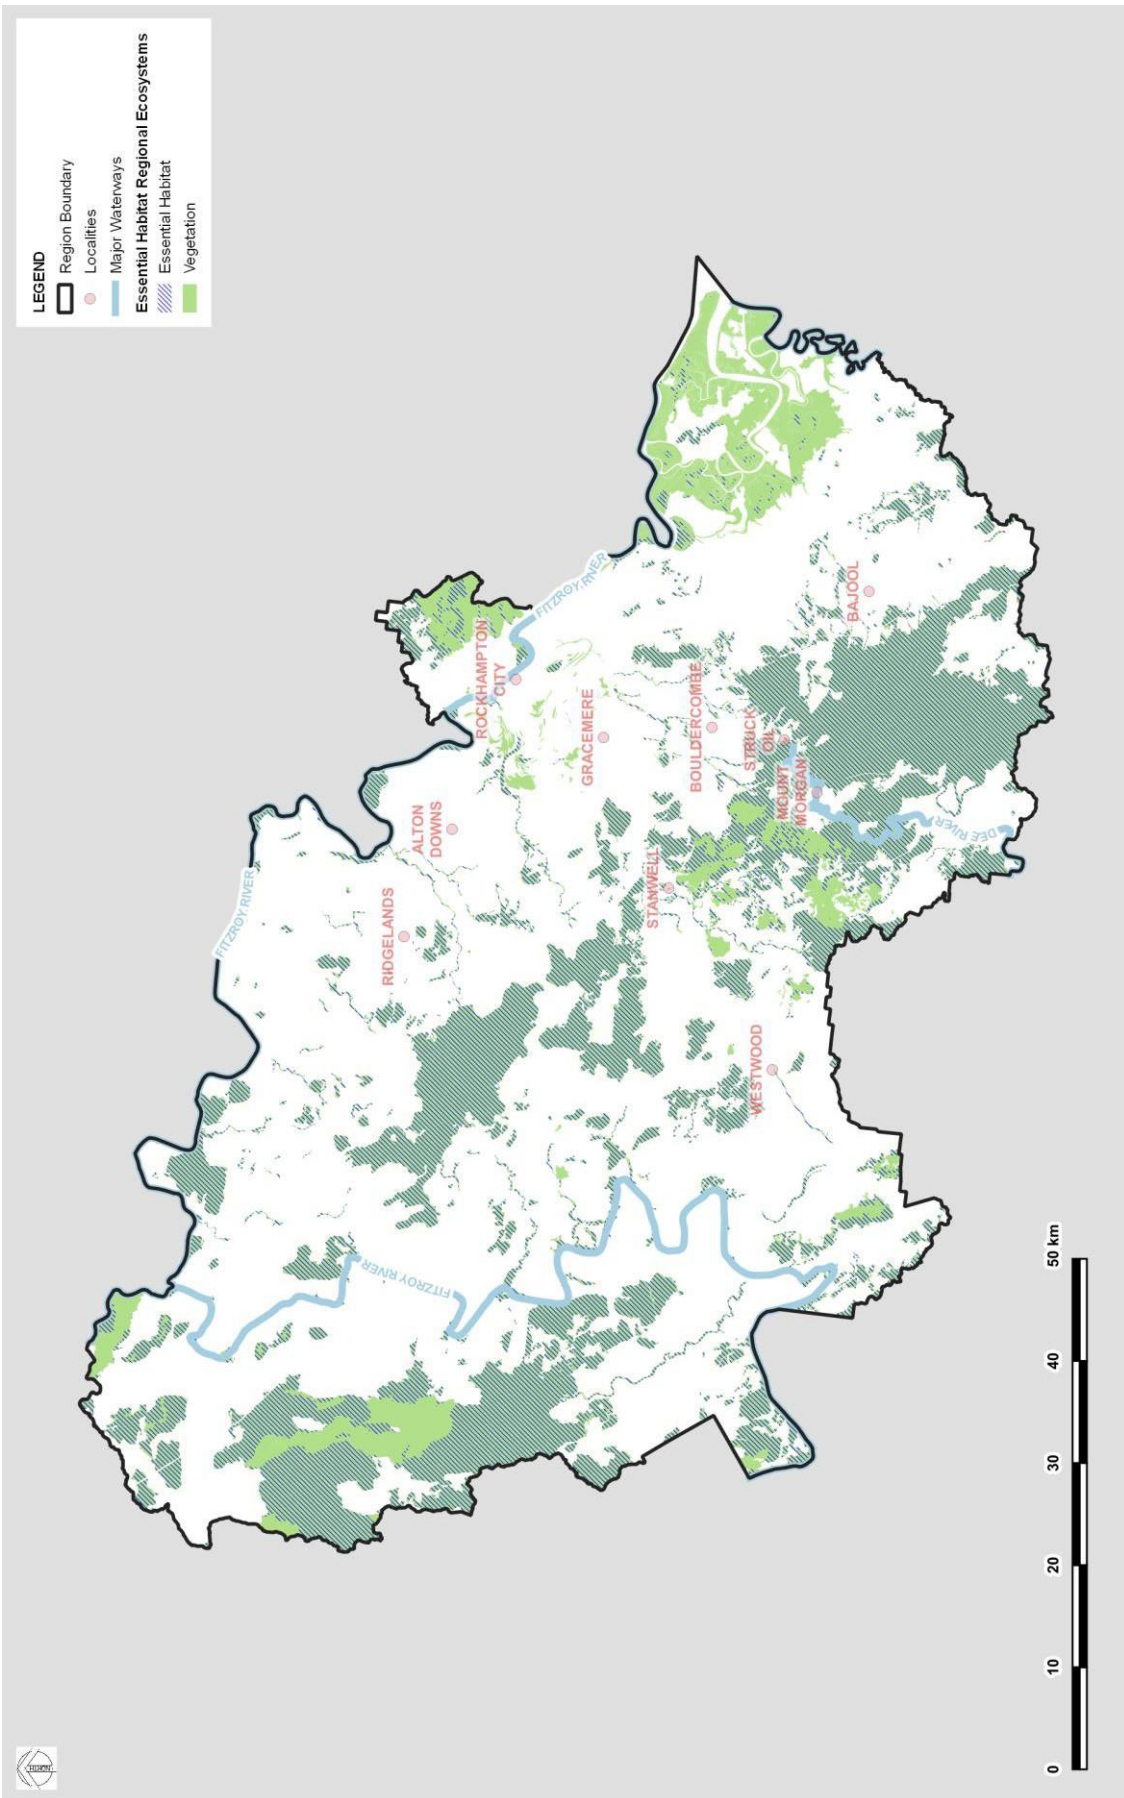 LEGEND
Region Boundary
Localities
Major Waterways
Essential Habitat Regional Ecosystems
Essential Habitat
Vegetation
FITZROY RIVER
RIDGELANDS
ALTON
DOWNS
ROCKHAMPTON
CITY
FITZROY RIVER
FITZROY RIVER
GRACEMERE
STANWELL
BOULDERCOMBE
STRUCK
OIL
MOUNT
MORGAN
WESTWOOD
BAJOOL
DEE RIVER
0 10 20 30 40 50 km
NORTH